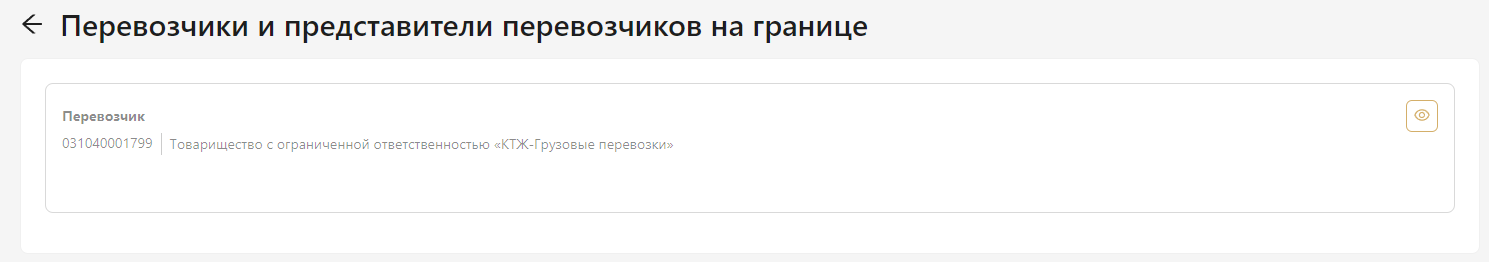 Перевозчики и представители перевозчиков на границе
Перевозчик
031040001799 Товарищество с ограниченной ответственностью «КТЖ-Грузовые перевозки»